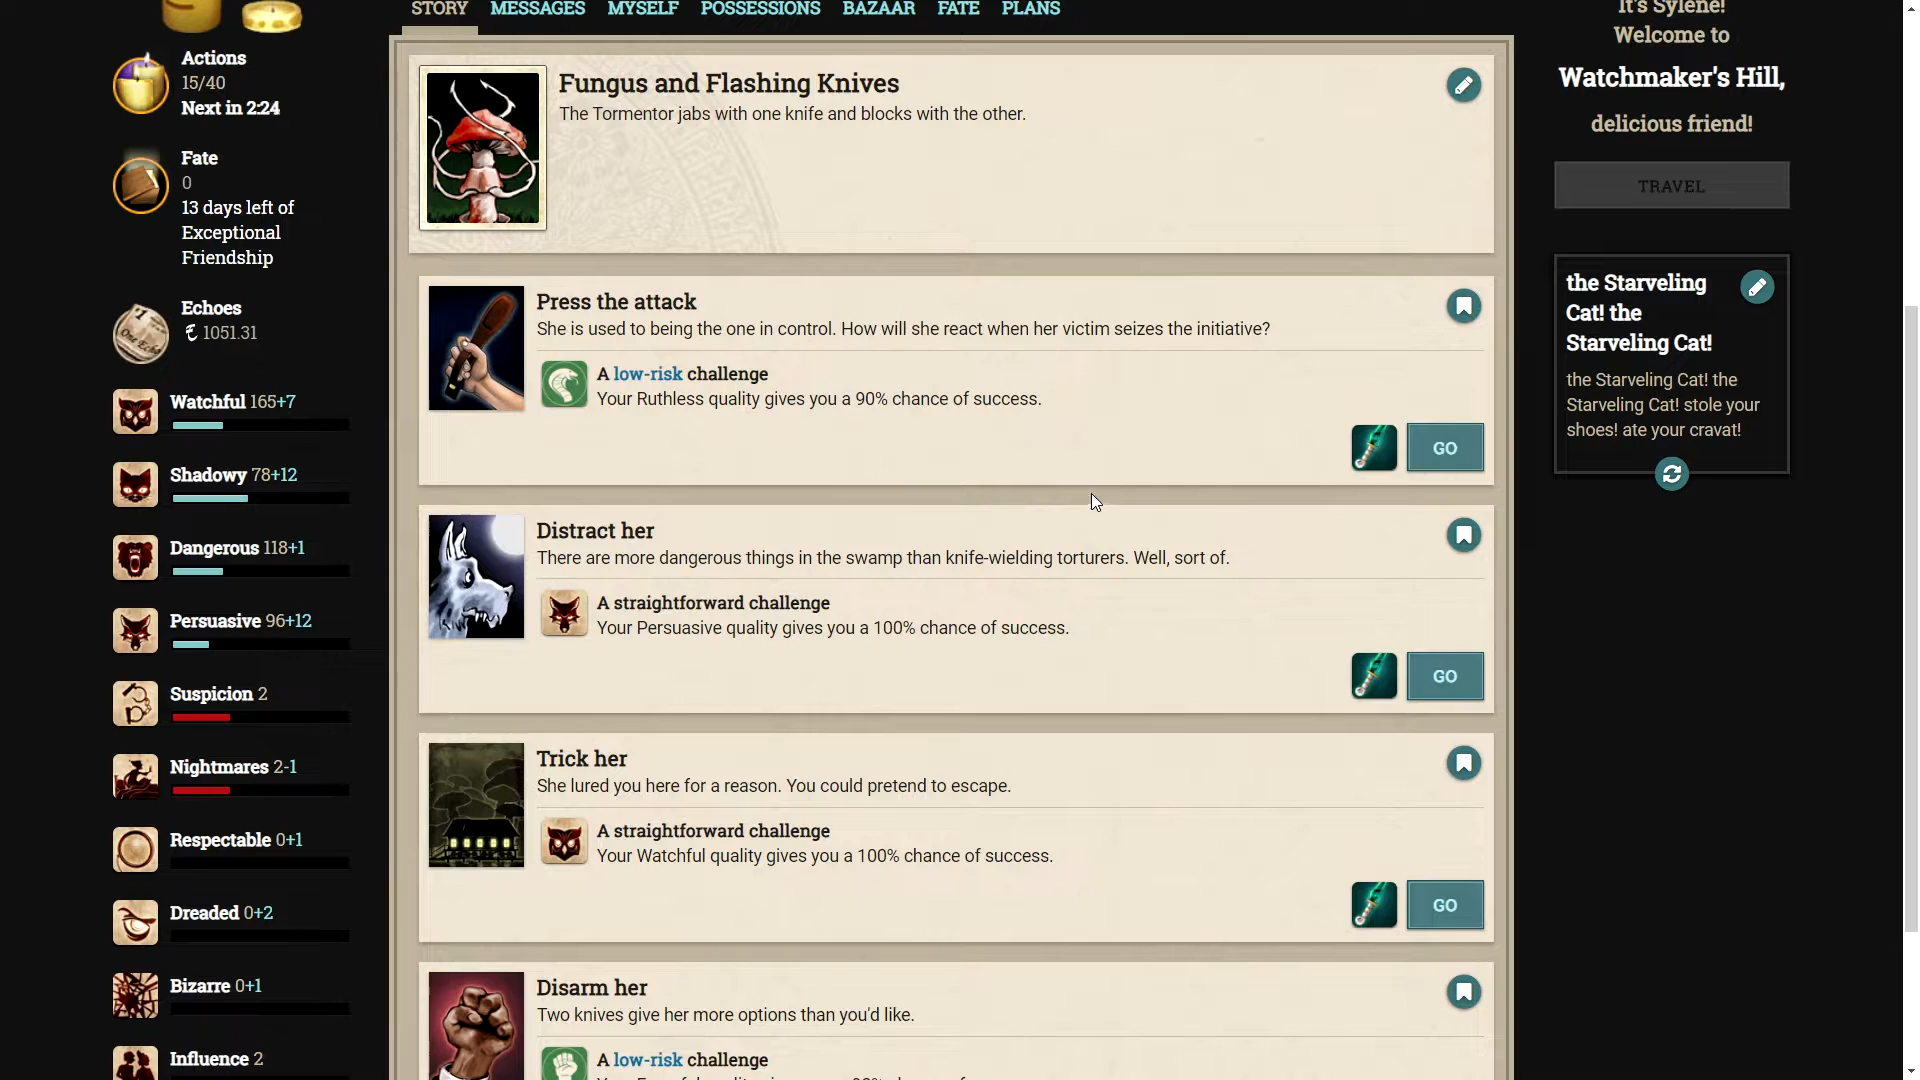 STORY MESSAGES MYSELF POSSESSIONS BAZAAR FATE PLANS
Actions
15/40
Next in 2:24
Fate
0
13 days left of
Exceptional
Friendship
Echoes
1051.31
Watchful 165+7
Shadowy 78+12
Dangerous 118+1
Persuasive 96+12
Suspicion 2
Nightmares 2-1
Respectable 0+1
Dreaded 0+2
Bizarre 0+1
Influence 2
Fungus and Flashing Knives
The Tormentor jabs with one knife and blocks with the other.
Press the attack
She is used to being the one in control. How will she react when her victim seizes the initiative?
A low-risk challenge
Your Ruthless quality gives you a 90% chance of success.
GO
Distract her
There are more dangerous things in the swamp than knife-wielding torturers. Well, sort of.
A straightforward challenge
Your Persuasive quality gives you a 100% chance of success.
GO
Trick her
She lured you here for a reason. You could pretend to escape.
A straightforward challenge
Your Watchful quality gives you a 100% chance of success.
GO
Disarm her
Two knives give her more options than you'd like.
A low-risk challenge
It's Sylene!
Welcome to
Watchmaker's Hill,
delicious friend!
TRAVEL
the Starveling
Cat! the
Starveling Cat!
the Starveling Cat! the
Starveling Cat! stole your
shoes! ate your cravat!